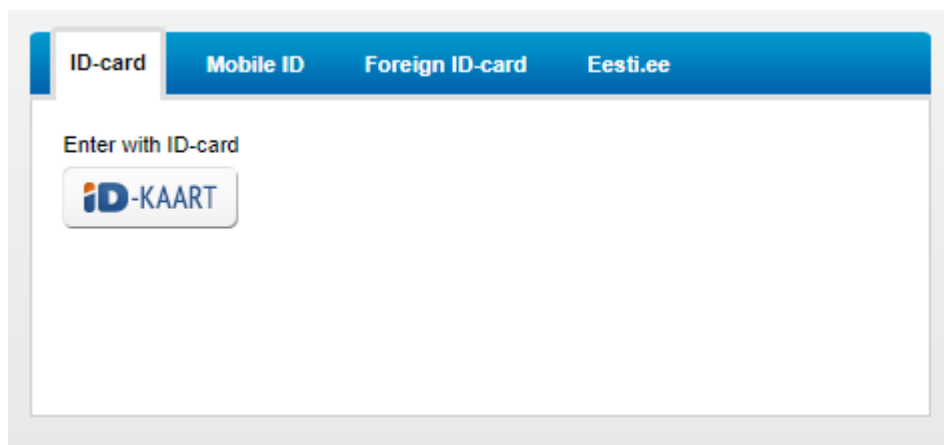 ID-card Mobile ID Foreign ID-card Eesti.ee
Enter with ID-card
iD-KAART